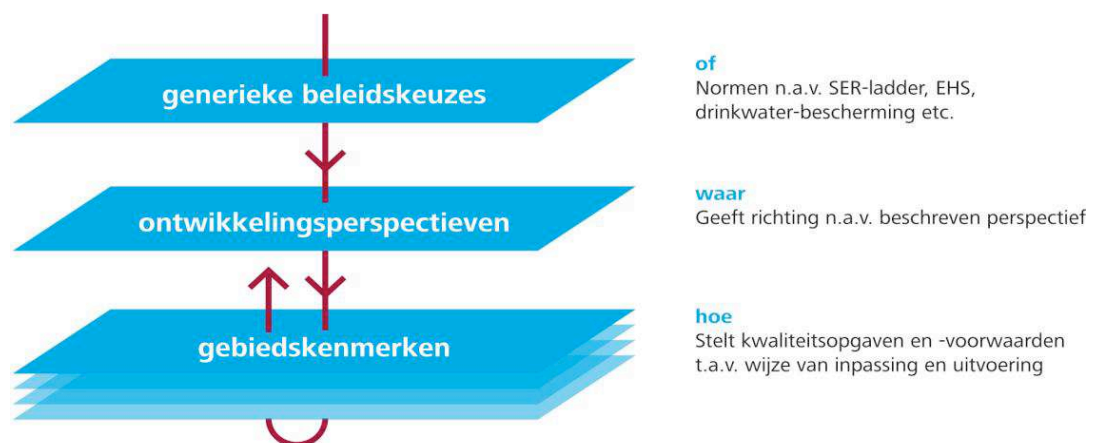 generieke beleidskeuzes
of
Normen n.a.v. SER-ladder, EHS,
drinkwater-bescherming etc.
ontwikkelingsperspectieven
waar
Geeft richting n.a.v. beschreven perspectief
gebiedskenmerken
hoe
Stelt kwaliteitsopgaven en -voorwaarden
t.a.v. wijze van inpassing en uitvoering